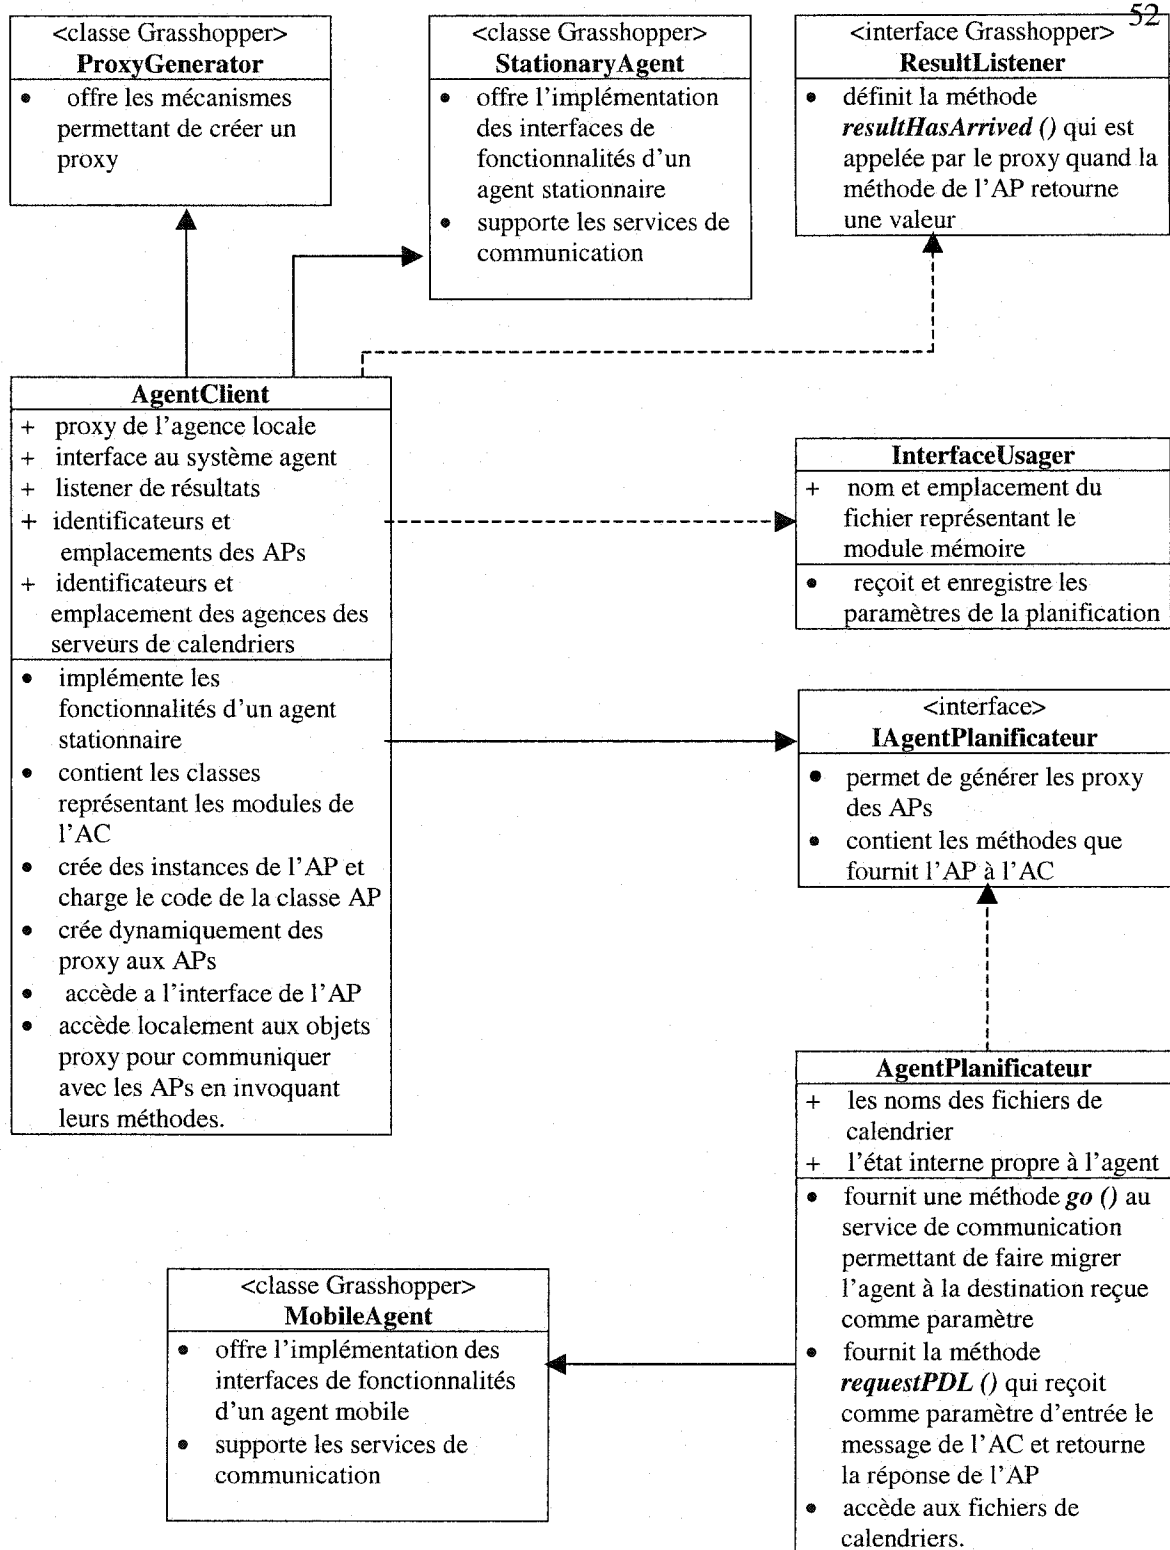 52
<classe Grasshopper>
ProxyGenerator
• offre les mécanismes
permettant de créer un
proxy
<classe Grasshopper>
StationaryAgent
• offre l'implémentation
des interfaces de
fonctionnalités d'un
agent stationnaire
• supporte les services de
communication
<interface Grasshopper>
ResultListener
• définit la méthode
resultHasArrived () qui est
appelée par le proxy quand la
méthode de l'AP retourne
une valeur
AgentClient
+ proxy de l'agence locale
+ interface au système agent
+ listener de résultats
+ identificateurs et
emplacements des APs
+ identificateurs et
emplacement des agences des
serveurs de calendriers
• implémente les
fonctionnalités d'un agent
stationnaire
• contient les classes
représentant les modules de
l'AC
• crée des instances de l'AP et
charge le code de la classe AP
• crée dynamiquement des
proxy aux APs
• accède a l'interface de l'AP
• accède localement aux objets
proxy pour communiquer
avec les APs en invoquant
leurs méthodes.
InterfaceUsager
+ nom et emplacement du
fichier représentant le
module mémoire
• reçoit et enregistre les
paramètres de la planification
<interface>
IAgentPlanificateur
• permet de générer les proxy
des APs
• contient les méthodes que
fournit l'AP à l'AC
AgentPlanificateur
+ les noms des fichiers de
calendrier
+ l'état interne propre à l'agent
• fournit une méthode go () au
service de communication
permettant de faire migrer
l'agent à la destination reçue
comme paramètre
• fournit la méthode
requestPDL () qui reçoit
comme paramètre d'entrée le
message de l'AC et retourne
la réponse de l'AP
• accède aux fichiers de
calendriers.
<classe Grasshopper>
MobileAgent
• offre l'implémentation des
interfaces de fonctionnalités
d'un agent mobile
• supporte les services de
communication